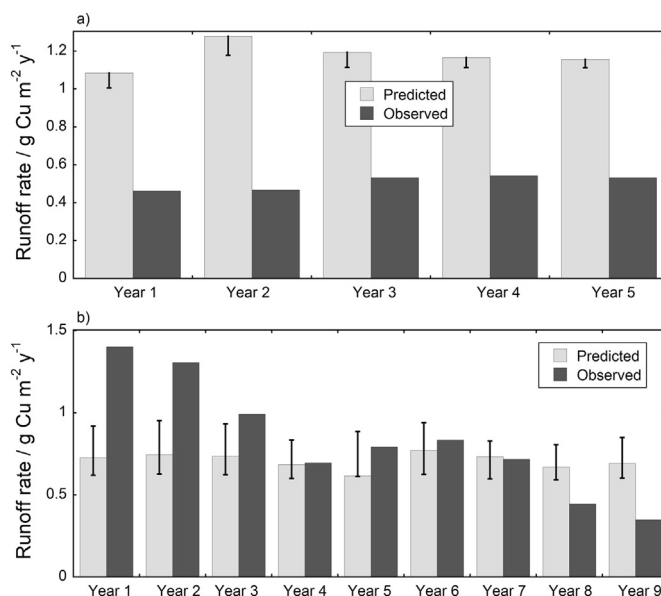 a)
Runoff rate / g Cu m⁻² y⁻¹
1.2
1
0.8
0.6
0.4
0.2
0
Predicted
Observed
Year 1 Year 2 Year 3 Year 4 Year 5
b)
Runoff rate / g Cu m⁻² y⁻¹
1.5
1
0.5
0
Predicted
Observed
Year 1 Year 2 Year 3 Year 4 Year 5 Year 6 Year 7 Year 8 Year 9